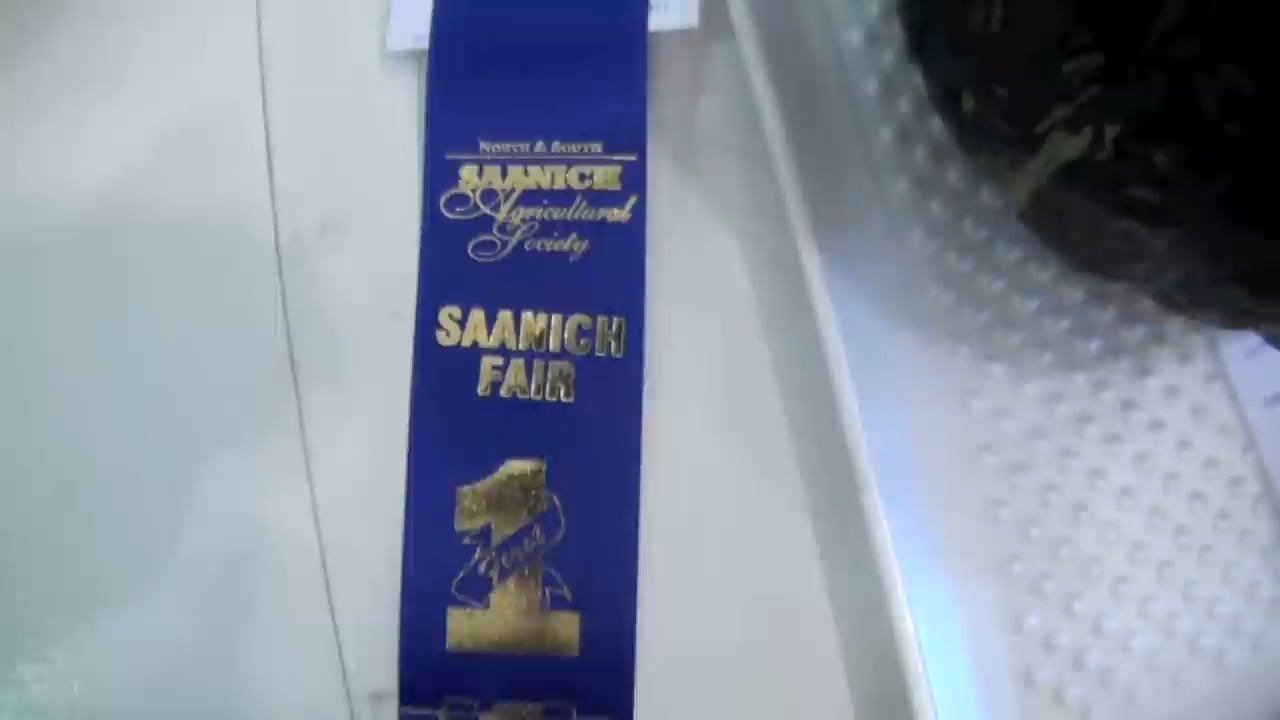 NORTH & SOUTH
SAANICH
Agricultural
Society
SAANICH
FAIR
1
First